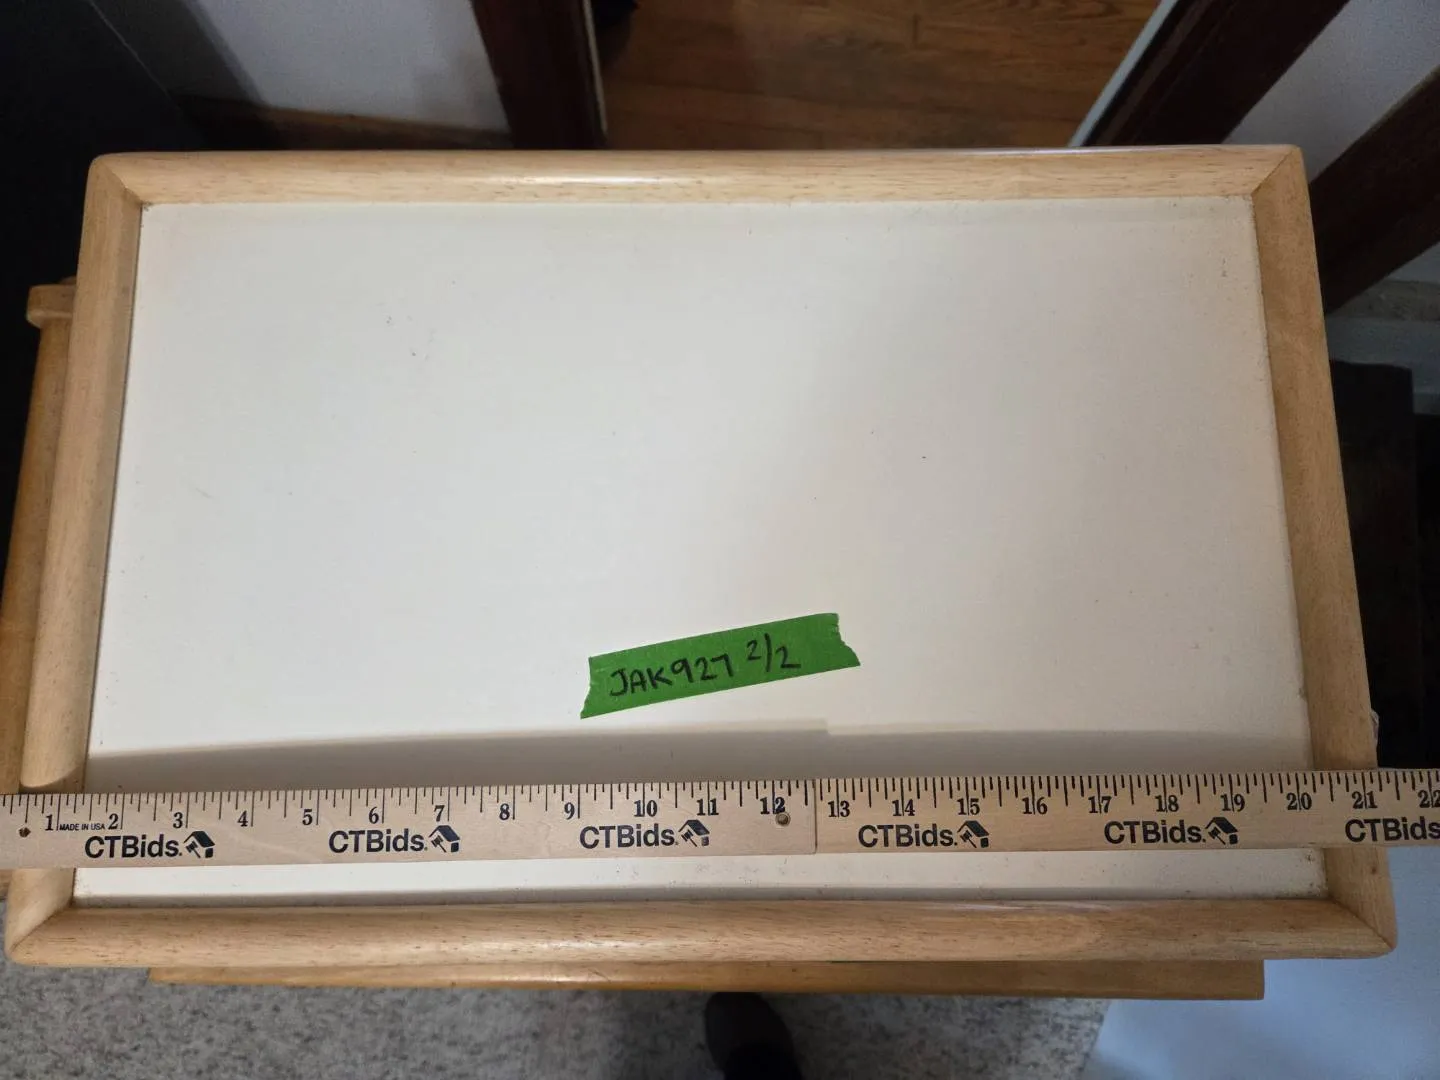 JAK927 2/2
1 MADE IN USA 2 3 4 5 6 7 8 9 10 11 12 13 14 15 16 17 18 19 20 21 22
CTBids. CTBids. CTBids. CTBids. CTBids. CTBids